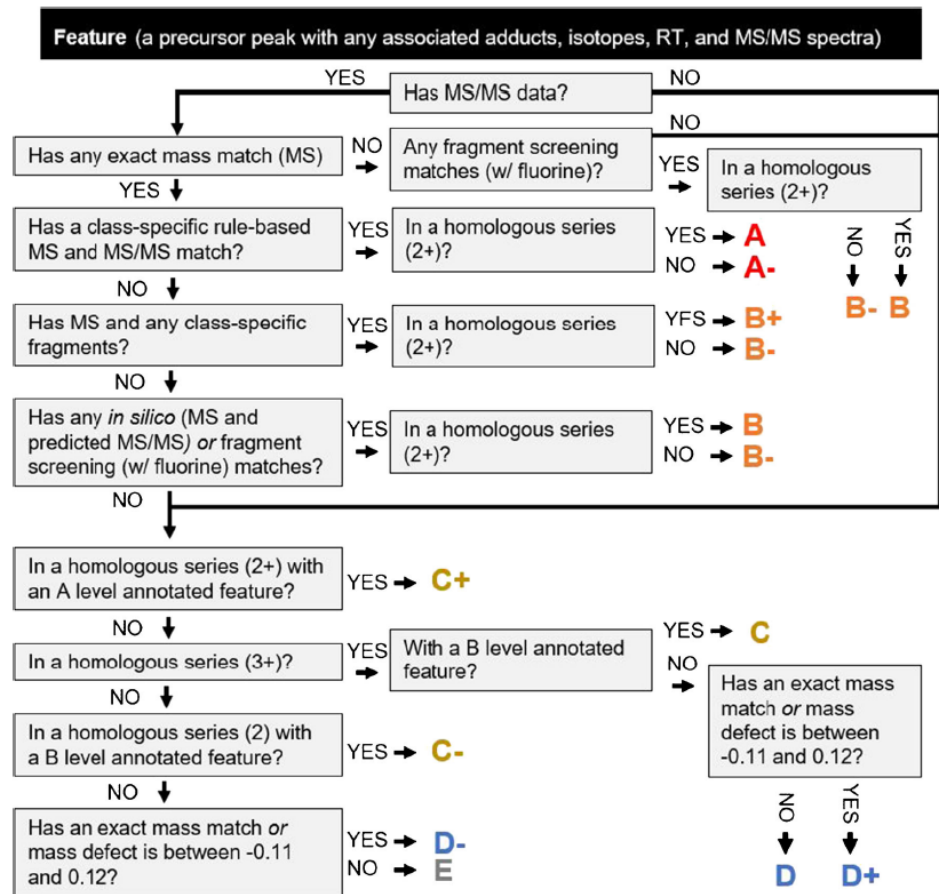 Feature (a precursor peak with any associated adducts, isotopes, RT, and MS/MS spectra)
YES
Has MS/MS data?
NO
Has any exact mass match (MS)
NO
Any fragment screening
matches (w/ fluorine)?
NO
YES
In a homologous
series (2+)?
NO
YES
B-
B
YES
Has a class-specific rule-based
MS and MS/MS match?
YES
In a homologous series
(2+)?
YES
A
NO
A-
NO
Has MS and any class-specific
fragments?
YES
In a homologous series
(2+)?
YFS
B+
NO
B-
NO
Has any in silico (MS and
predicted MS/MS) or fragment
screening (w/ fluorine) matches?
YES
In a homologous series
(2+)?
YES
B
NO
B-
NO
In a homologous series (2+) with
an A level annotated feature?
YES
C+
NO
In a homologous series (3+)?
YES
With a B level annotated
feature?
YES
C
NO
Has an exact mass
match or mass
defect is between
-0.11 and 0.12?
NO
YES
D
D+
NO
In a homologous series (2) with
a B level annotated feature?
YES
C-
NO
Has an exact mass match or
mass defect is between -0.11
and 0.12?
YES
D-
NO
E